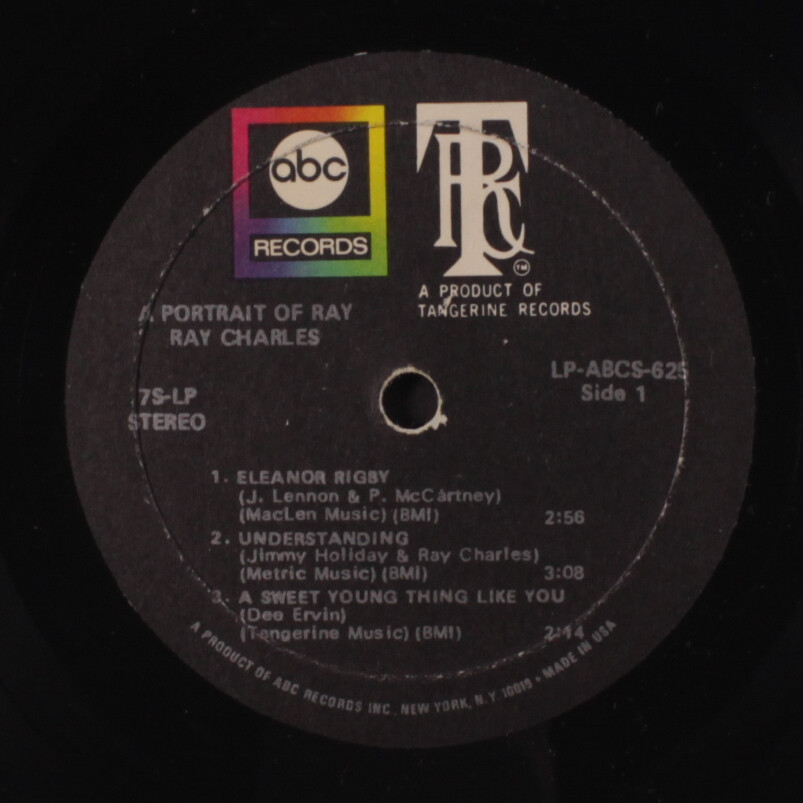 abc
RECORDS
TRC
TM
A PRODUCT OF
TANGERINE RECORDS
A PORTRAIT OF RAY
RAY CHARLES
7S-LP
STEREO
LP-ABCS-625
Side 1
1. ELEANOR RIGBY
(J. Lennon & P. McCartney)
(MacLen Music) (BMI) 2:56
2. UNDERSTANDING
(Jimmy Holiday & Ray Charles)
(Metric Music) (BMI) 3:08
3. A SWEET YOUNG THING LIKE YOU
(Dee Ervin)
(Tangerine Music) (BMI) 2:44
A PRODUCT OF ABC RECORDS INC., NEW YORK, N.Y. 10019 • MADE IN USA